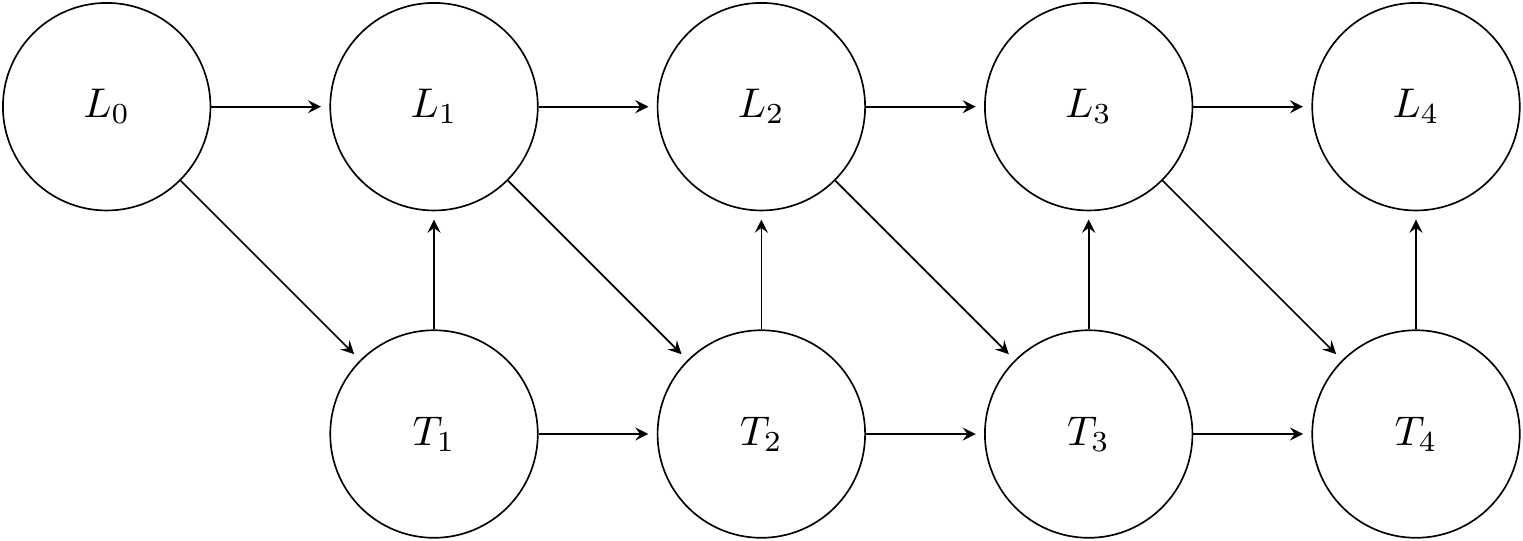 L₀ L₁ L₂ L₃ L₄
T₁ T₂ T₃ T₄